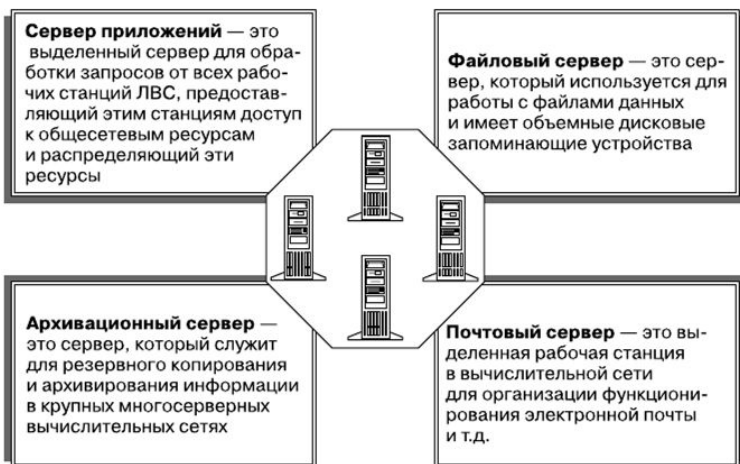 Сервер приложений — это
выделенный сервер для обра-
ботки запросов от всех рабо-
чих станций ЛВС, предостав-
ляющий этим станциям доступ
к общесетевым ресурсам
и распределяющий эти
ресурсы
Файловый сервер — это сер-
вер, который используется для
работы с файлами данных
и имеет объемные дисковые
запоминающие устройства
Архивационный сервер —
это сервер, который служит
для резервного копирования
и архивирования информации
в крупных многосерверных
вычислительных сетях
Почтовый сервер — это вы-
деленная рабочая станция
в вычислительной сети
для организации функциони-
рования электронной почты
и т.д.